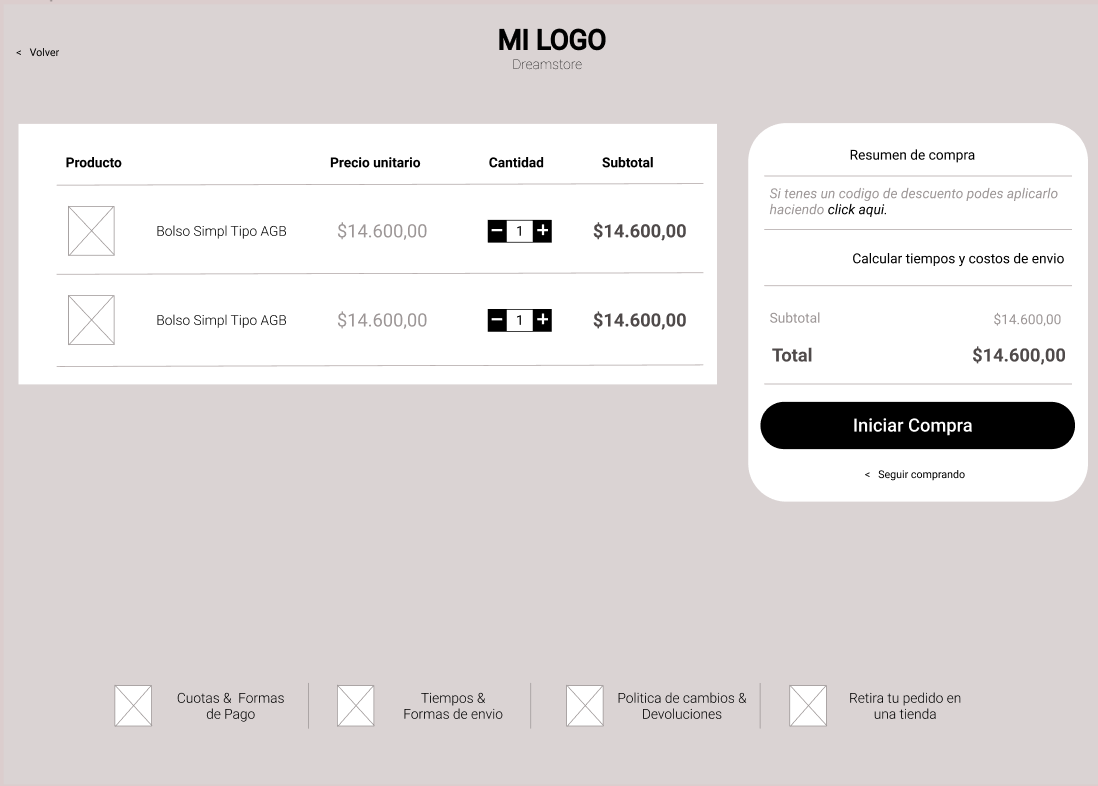 < Volver
MI LOGO
Dreamstore
Producto Precio unitario Cantidad Subtotal
Bolso Simpl Tipo AGB $14.600,00 − 1 + $14.600,00
Bolso Simpl Tipo AGB $14.600,00 − 1 + $14.600,00
Resumen de compra
Si tenes un codigo de descuento podes aplicarlo
haciendo click aqui.
Calcular tiempos y costos de envio
Subtotal $14.600,00
Total $14.600,00
Iniciar Compra
< Seguir comprando
Cuotas & Formas
de Pago
Tiempos &
Formas de envio
Politica de cambios &
Devoluciones
Retira tu pedido en
una tienda